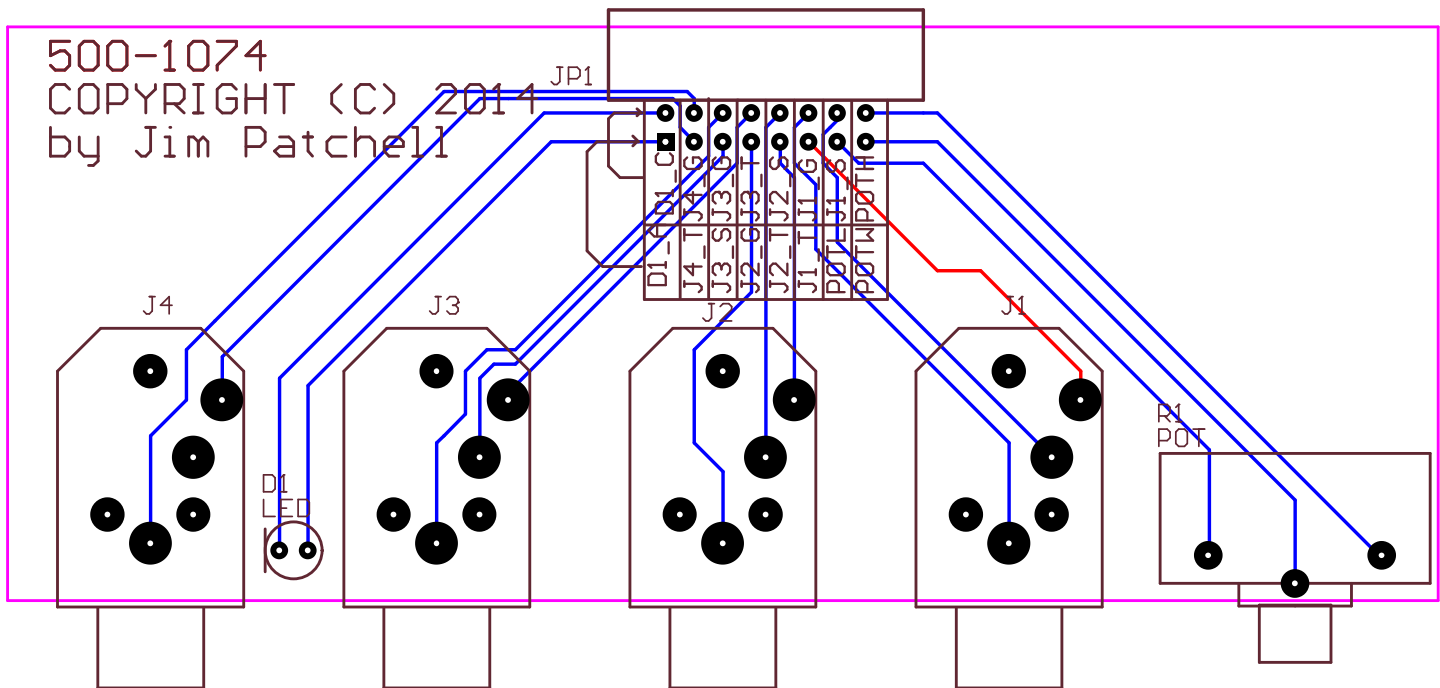 500-1074
COPYRIGHT (C) 2014
by Jim Patchell
JP1
D1_C
J4_G
J3_G
J3_T
J2_S
J1_G
J1_S
POTH
D1_A
J4_T
J3_S
J2_G
J2_T
J1_T
POTL
POTW
J4
J3
J2
J1
R1
POT
D1
LED